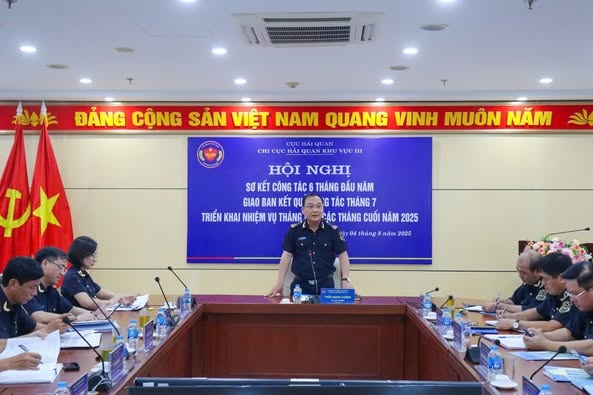 ĐẢNG CỘNG SẢN VIỆT NAM QUANG VINH MUÔN NĂM
CỤC HẢI QUAN
CHI CỤC HẢI QUAN KHU VỰC III
HỘI NGHỊ
SƠ KẾT CÔNG TÁC 6 THÁNG ĐẦU NĂM
GIAO BAN KẾT QUẢ CÔNG TÁC THÁNG 7
TRIỂN KHAI NHIỆM VỤ THÁNG CÁC THÁNG CUỐI NĂM 2025
ngày 04 tháng 8 năm 2025